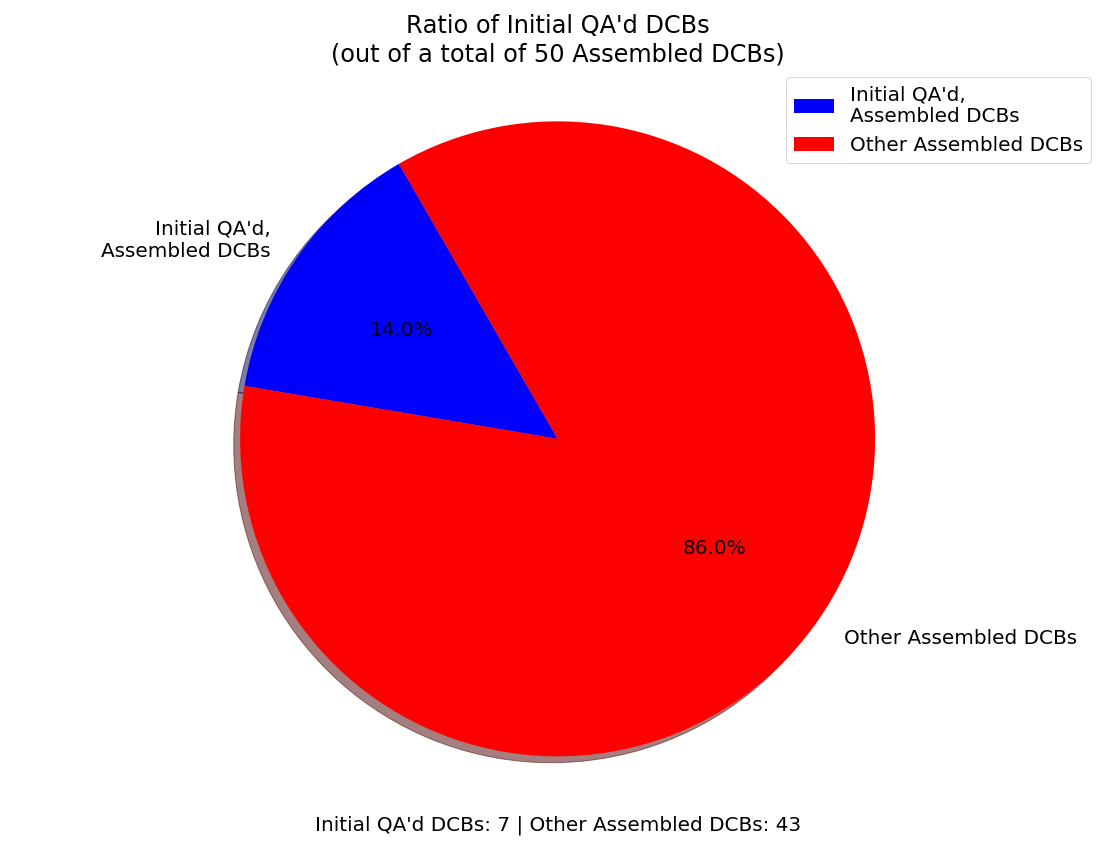 Ratio of Initial QA'd DCBs
(out of a total of 50 Assembled DCBs)
Initial QA'd,
Assembled DCBs
Other Assembled DCBs
Initial QA'd,
Assembled DCBs
14.0%
86.0%
Other Assembled DCBs
Initial QA'd DCBs: 7 | Other Assembled DCBs: 43